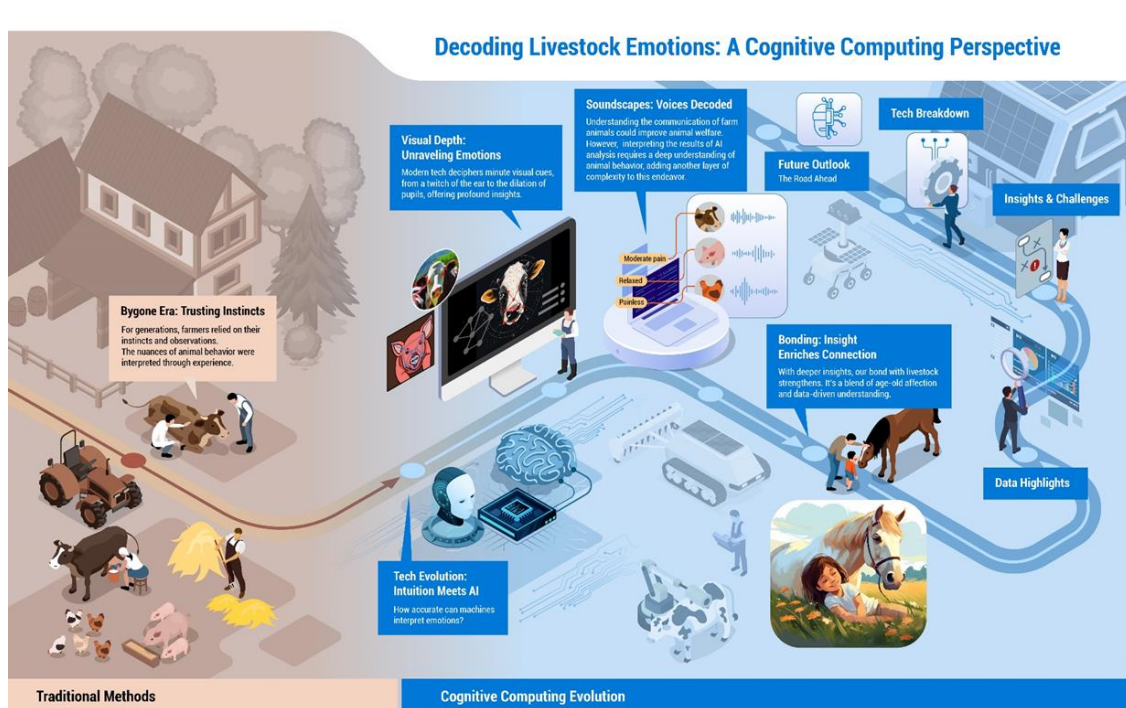 Decoding Livestock Emotions: A Cognitive Computing Perspective
Bygone Era: Trusting Instincts
For generations, farmers relied on their
instincts and observations.
The nuances of animal behavior were
interpreted through experience.
Tech Evolution:
Intuition Meets AI
How accurate can machines
interpret emotions?
Visual Depth:
Unraveling Emotions
Modern tech deciphers minute visual cues,
from a twitch of the ear to the dilation of
pupils, offering profound insights.
Soundscapes: Voices Decoded
Understanding the communication of farm
animals could improve animal welfare.
However, interpreting the results of AI
analysis requires a deep understanding of
animal behavior, adding another layer of
complexity to this endeavor.
Moderate pain
Relaxed
Painless
Bonding: Insight
Enriches Connection
With deeper insights, our bond with livestock
strengthens. It's a blend of age-old affection
and data-driven understanding.
Data Highlights
Insights & Challenges
Tech Breakdown
Future Outlook
The Road Ahead
Traditional Methods
Cognitive Computing Evolution